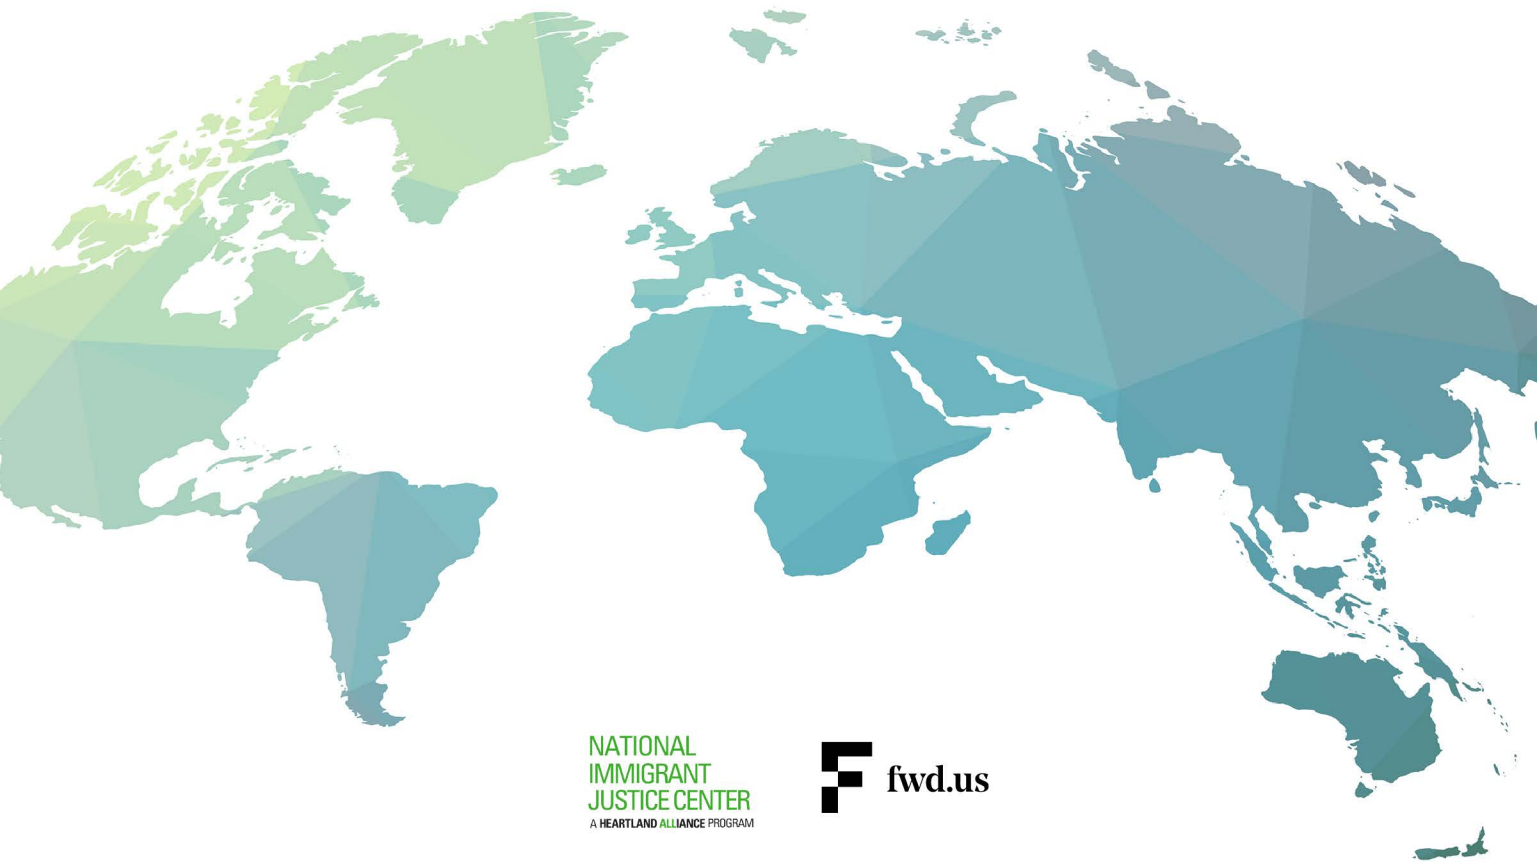 NATIONAL
IMMIGRANT
JUSTICE CENTER
A HEARTLAND ALLIANCE PROGRAM
fwd.us